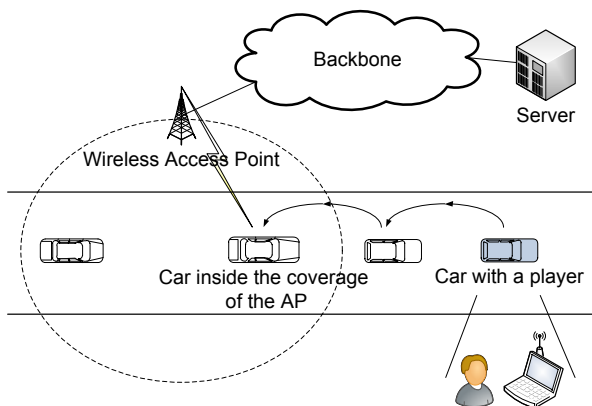 Backbone
Server
Wireless Access Point
Car inside the coverage
of the AP
Car with a player